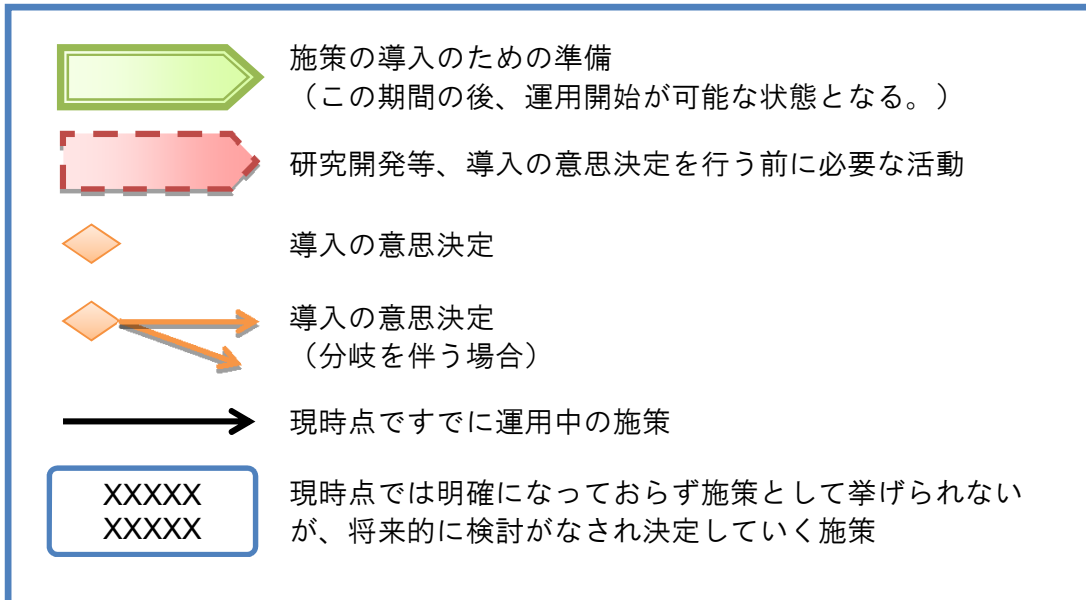 施策の導入のための準備
（この期間の後、運用開始が可能な状態となる。）
研究開発等、導入の意思決定を行う前に必要な活動
導入の意思決定
導入の意思決定
（分岐を伴う場合）
現時点ですでに運用中の施策
XXXXX
XXXXX
現時点では明確になっておらず施策として挙げられない
が、将来的に検討がなされ決定していく施策